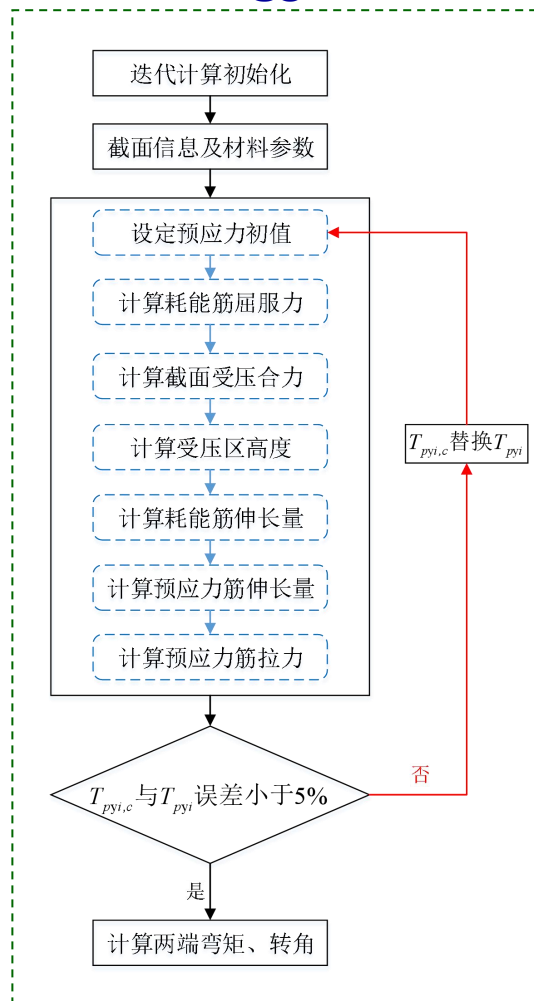 迭代计算初始化
截面信息及材料参数
设定预应力初值
计算耗能筋屈服力
计算截面受压合力
计算受压区高度
计算耗能筋伸长量
计算预应力筋伸长量
计算预应力筋拉力
Tpyi,c替换Tpyi
Tpyi,c与Tpyi误差小于5%
否
是
计算两端弯矩、转角